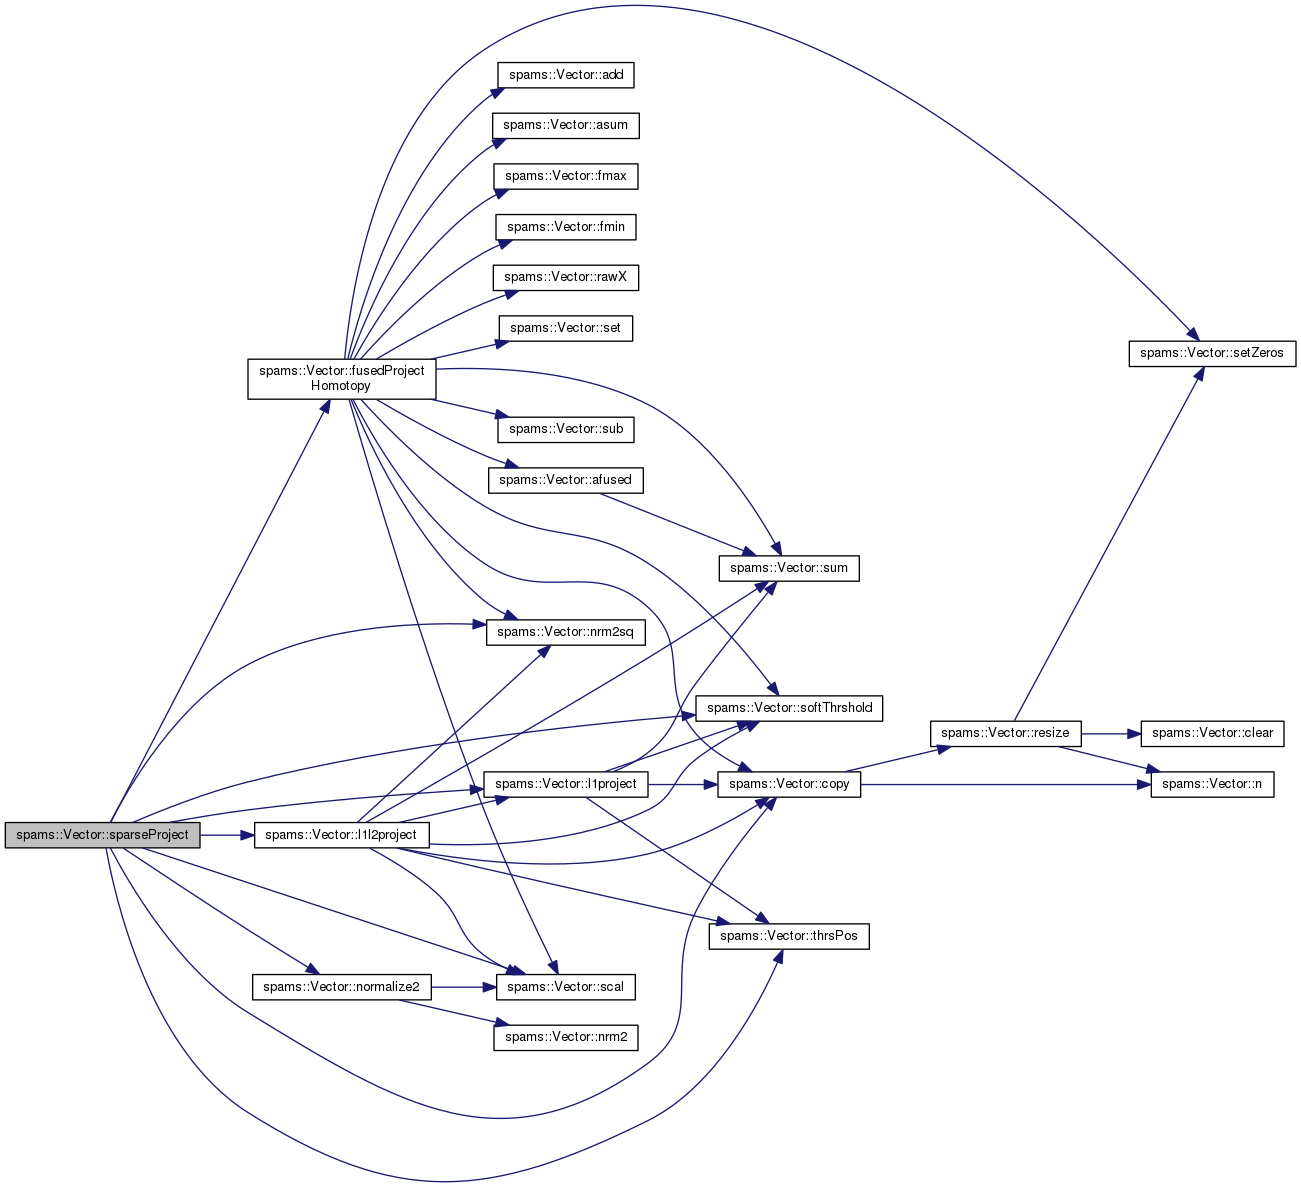 spams::Vector::add
spams::Vector::asum
spams::Vector::fmax
spams::Vector::fmin
spams::Vector::rawX
spams::Vector::set
spams::Vector::setZeros
spams::Vector::fusedProject
Homotopy
spams::Vector::sub
spams::Vector::afused
spams::Vector::sum
spams::Vector::nrm2sq
spams::Vector::softThrshold
spams::Vector::resize
spams::Vector::clear
spams::Vector::l1project
spams::Vector::copy
spams::Vector::n
spams::Vector::sparseProject
spams::Vector::l1l2project
spams::Vector::thrsPos
spams::Vector::normalize2
spams::Vector::scal
spams::Vector::nrm2